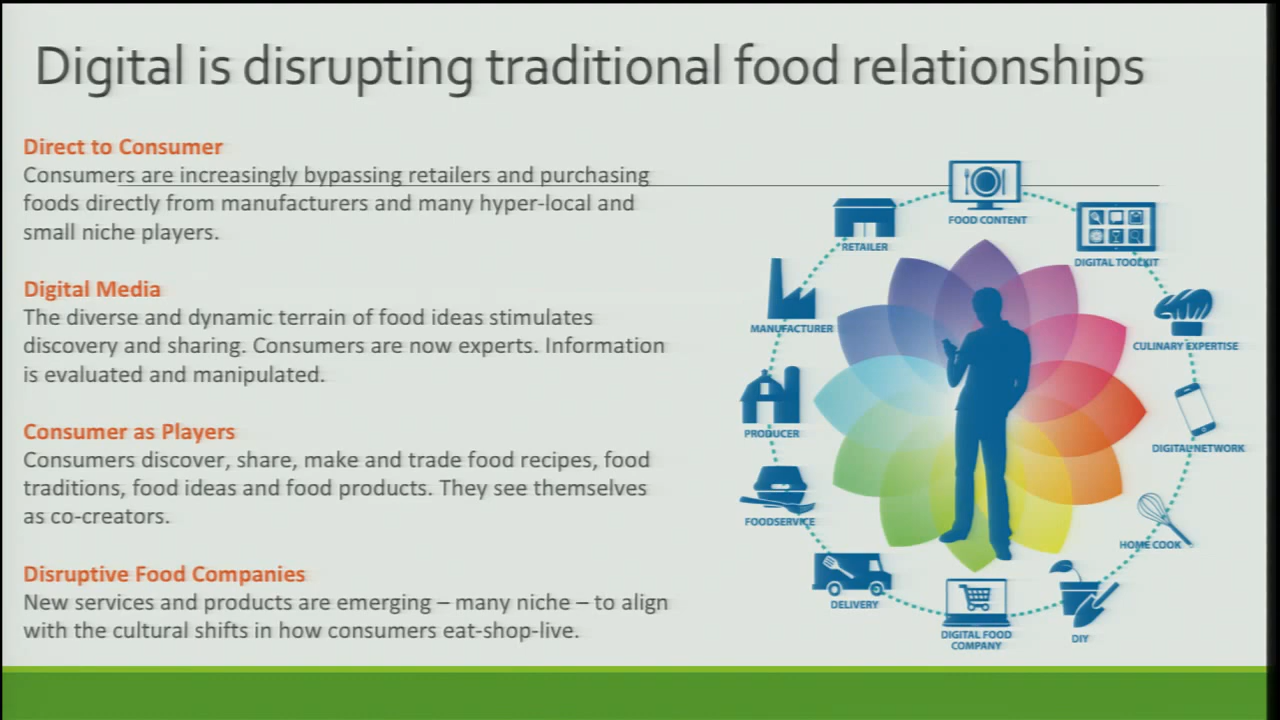 Digital is disrupting traditional food relationships
Direct to Consumer
Consumers are increasingly bypassing retailers and purchasing
foods directly from manufacturers and many hyper-local and
small niche players.
Digital Media
The diverse and dynamic terrain of food ideas stimulates
discovery and sharing. Consumers are now experts. Information
is evaluated and manipulated.
Consumer as Players
Consumers discover, share, make and trade food recipes, food
traditions, food ideas and food products. They see themselves
as co-creators.
Disruptive Food Companies
New services and products are emerging – many niche – to align
with the cultural shifts in how consumers eat-shop-live.
FOOD CONTENT
DIGITAL TOOLKIT
CULINARY EXPERTISE
DIGITAL NETWORK
HOME COOK
DIY
DIGITAL FOOD
COMPANY
DELIVERY
FOODSERVICE
PRODUCER
MANUFACTURER
RETAILER